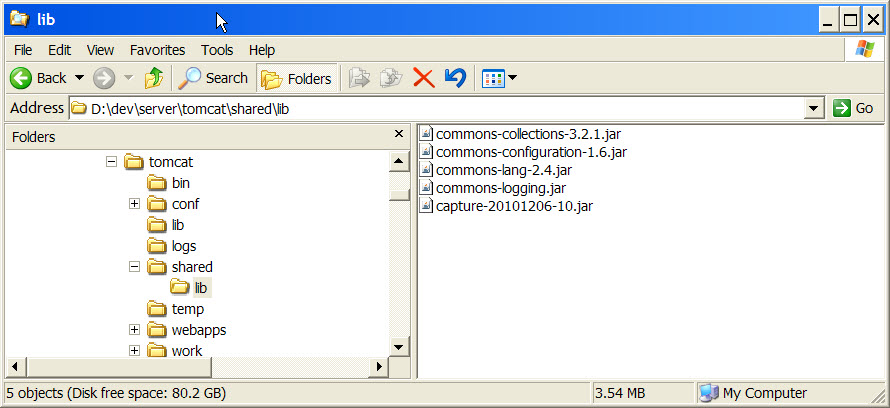 lib
File Edit View Favorites Tools Help
Back Search Folders
Address D:\dev\server\tomcat\shared\lib Go
Folders
tomcat
bin
conf
lib
logs
shared
lib
temp
webapps
work
commons-collections-3.2.1.jar
commons-configuration-1.6.jar
commons-lang-2.4.jar
commons-logging.jar
capture-20101206-10.jar
5 objects (Disk free space: 80.2 GB) 3.54 MB My Computer